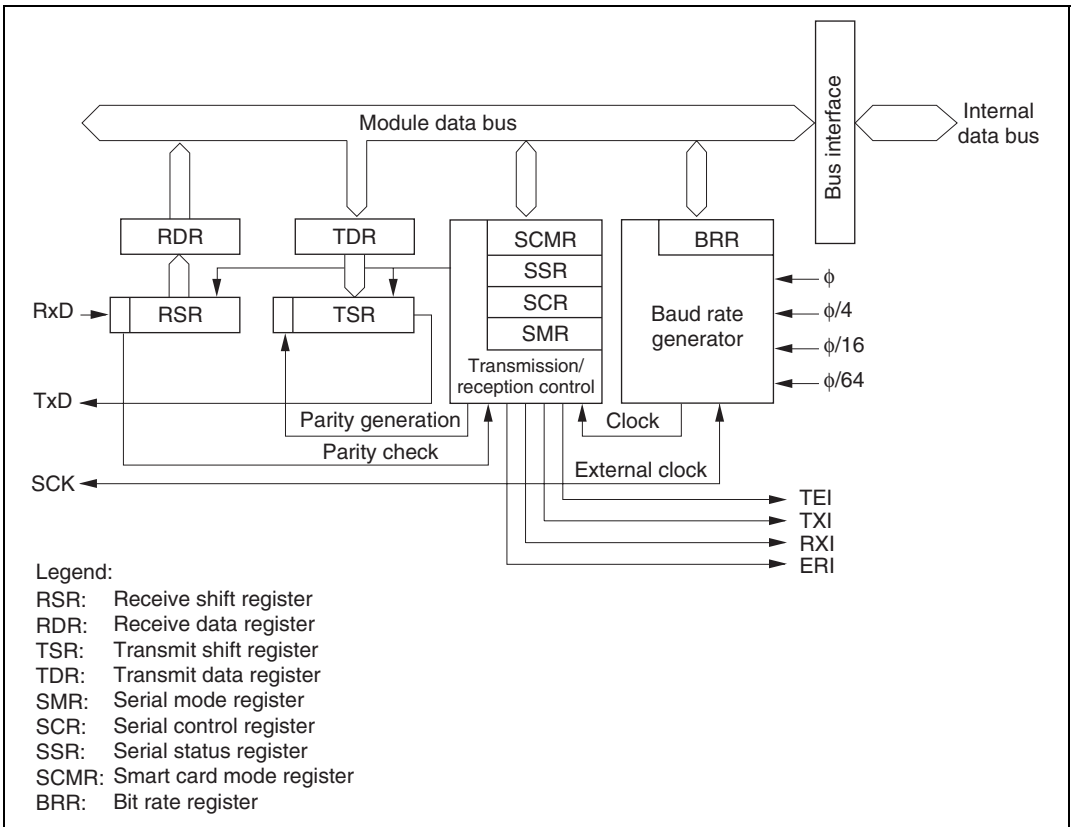 Module data bus
Bus interface
Internal
data bus
RDR
TDR
SCMR
SSR
SCR
SMR
Transmission/
reception control
BRR
Baud rate
generator
ϕ
ϕ/4
ϕ/16
ϕ/64
RxD
RSR
TSR
TxD
Parity generation
Parity check
Clock
External clock
SCK
TEI
TXI
RXI
ERI
Legend:
RSR: Receive shift register
RDR: Receive data register
TSR: Transmit shift register
TDR: Transmit data register
SMR: Serial mode register
SCR: Serial control register
SSR: Serial status register
SCMR: Smart card mode register
BRR: Bit rate register